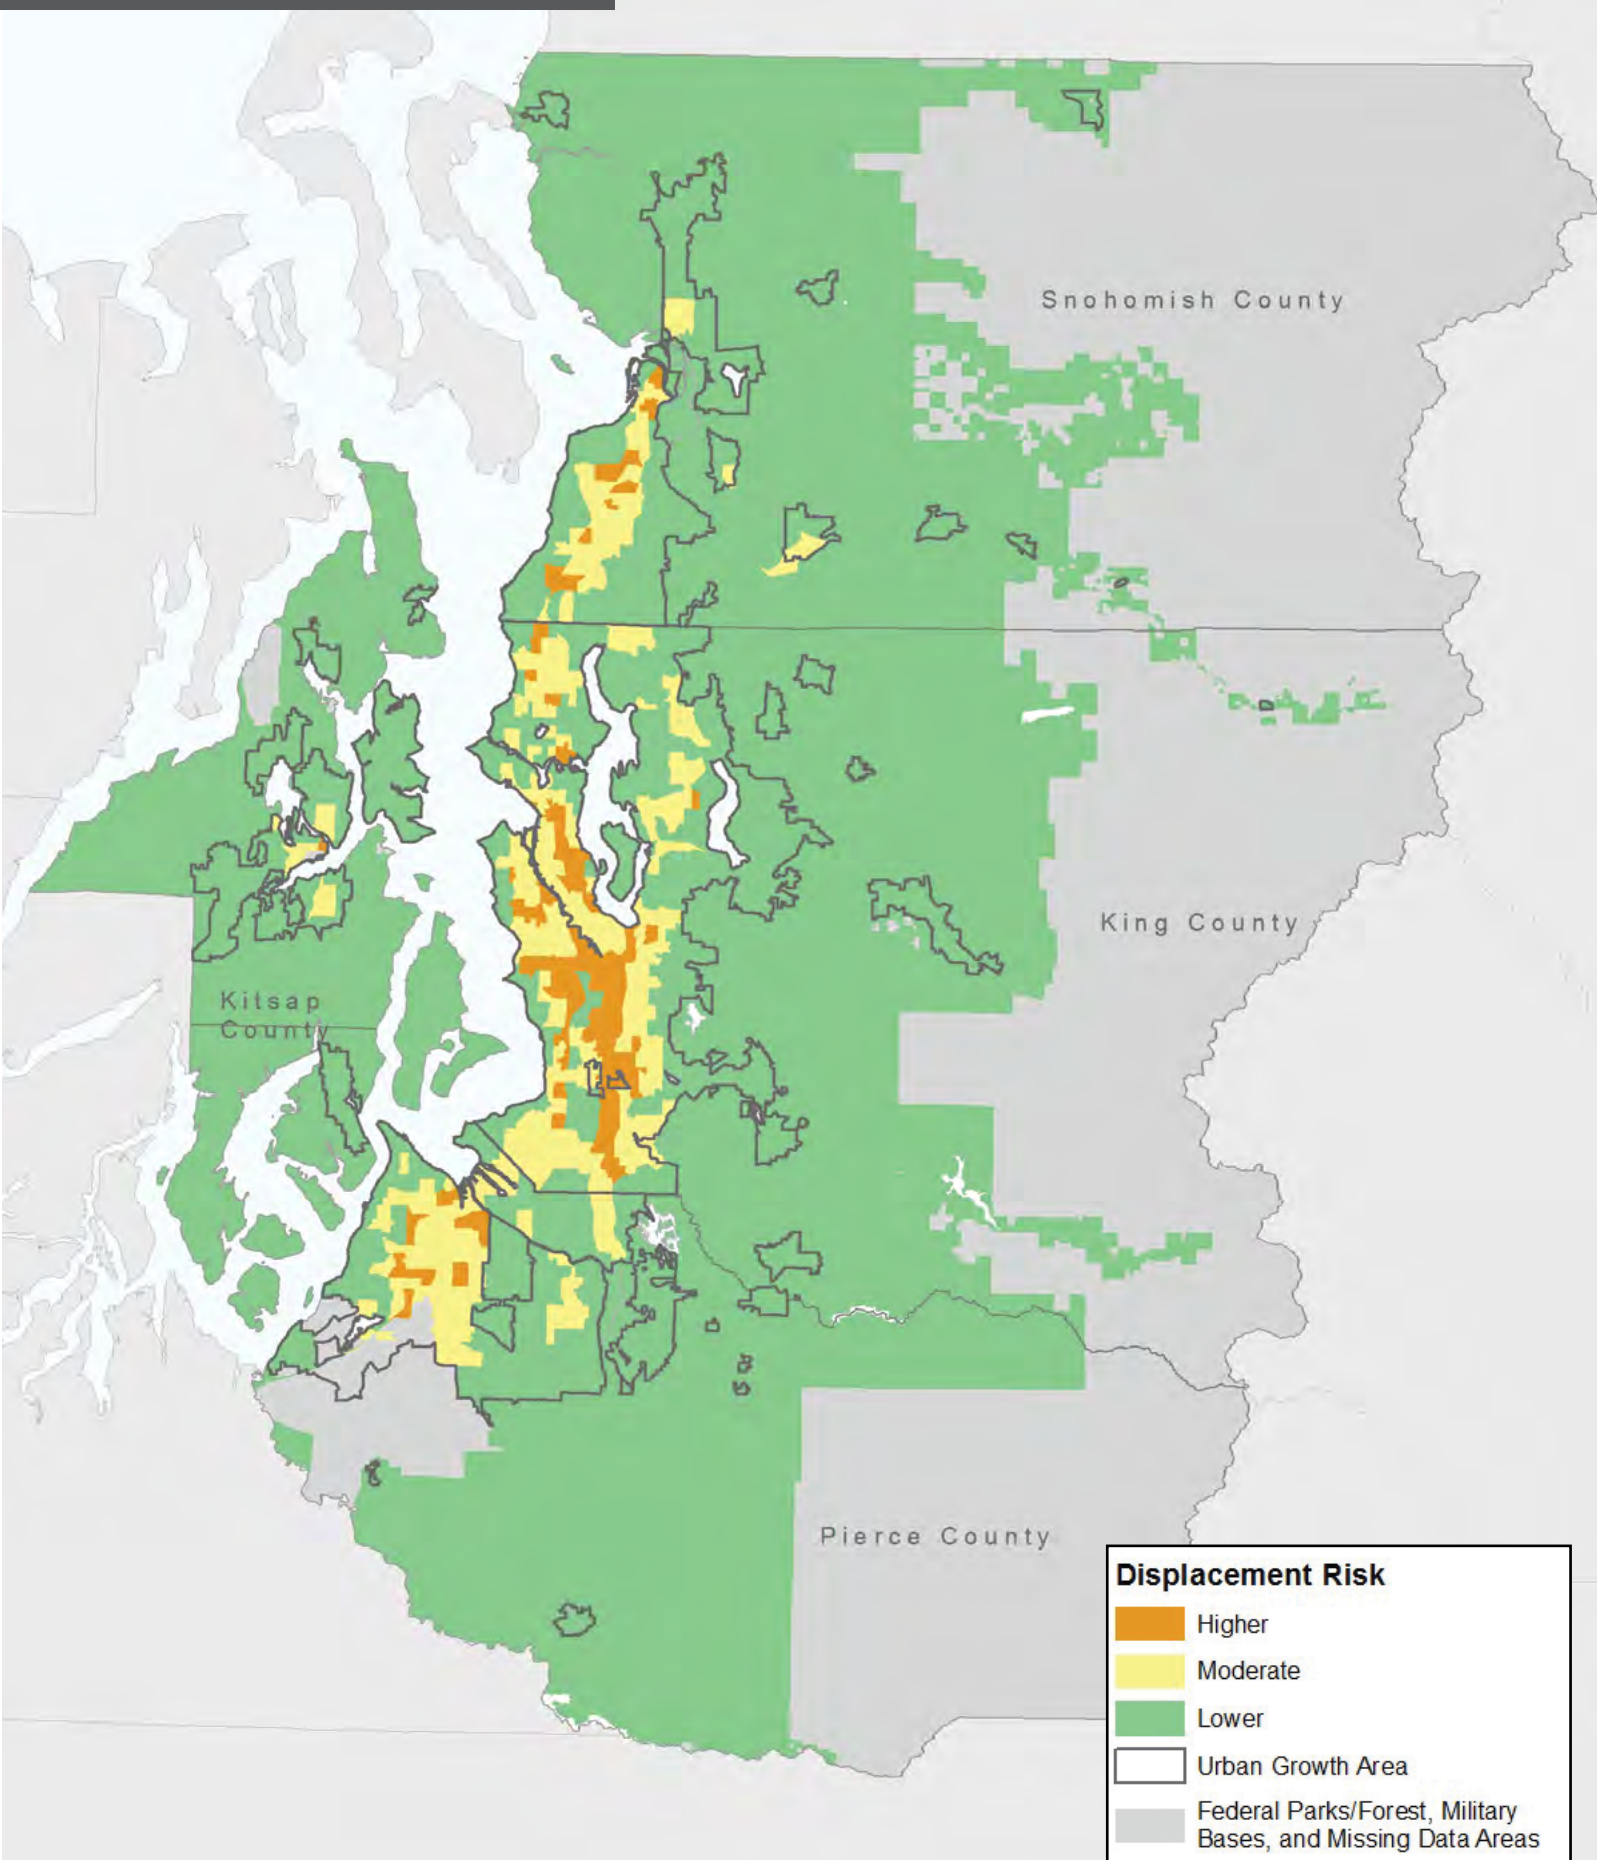 Snohomish County
King County
Kitsap
County
Pierce County
Displacement Risk
Higher
Moderate
Lower
Urban Growth Area
Federal Parks/Forest, Military
Bases, and Missing Data Areas